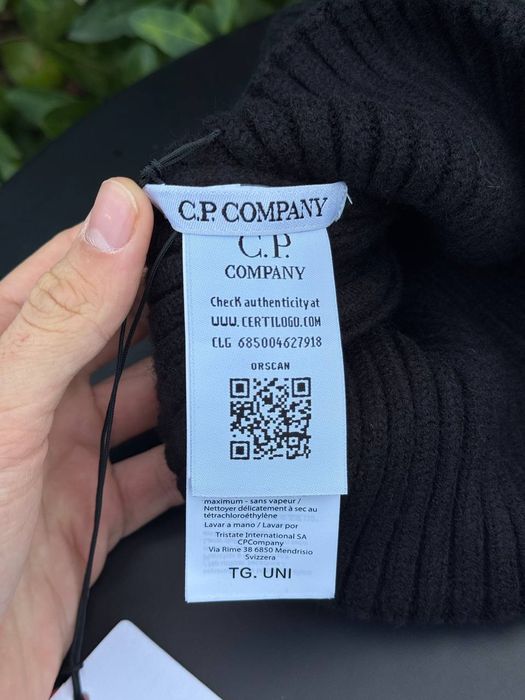 C.P. COMPANY
C.P.
COMPANY
Check authenticity at
WWW.CERTILOGO.COM
CLG 685004627918
ORSCAN
maximum - sans vapeur /
Nettoyer délicatement à sec au
tétrachloroéthylène
Lavar a mano / Lavar por
Tristate International SA
CPCompany
Via Rime 38 6850 Mendrisio
Svizzera
TG. UNI